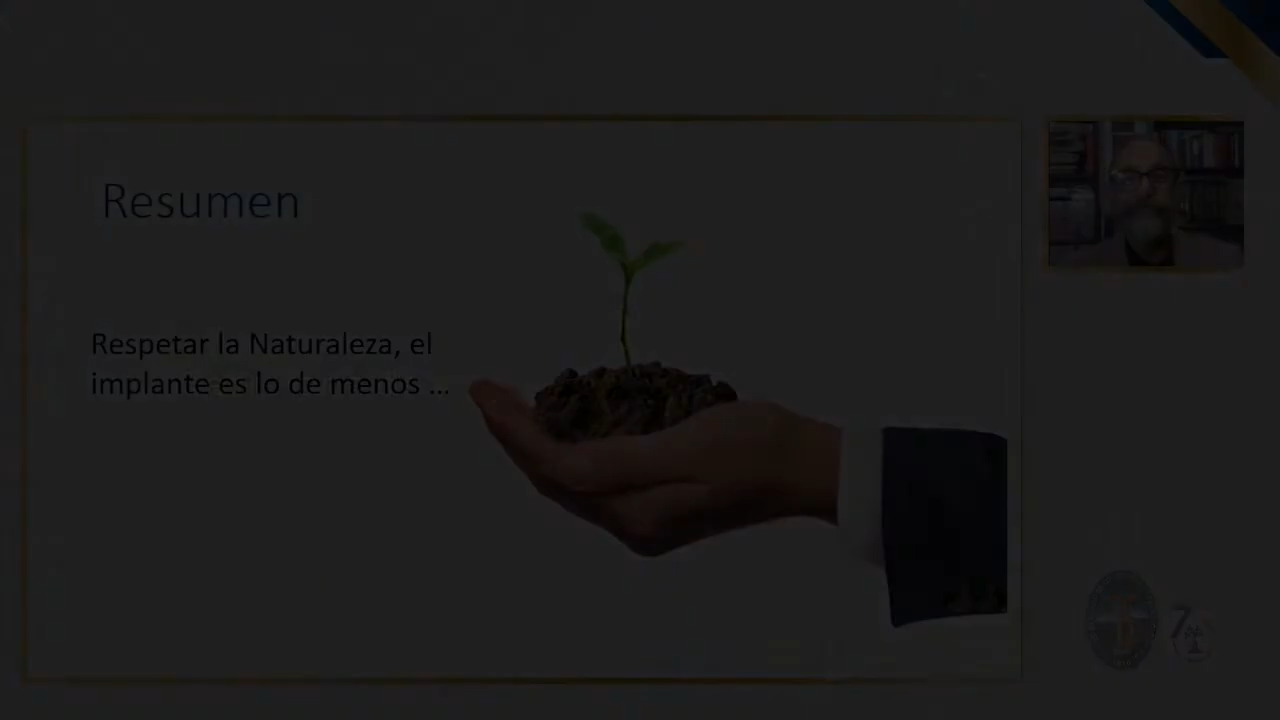 Resumen
Respetar la Naturaleza, el
implante es lo de menos ...